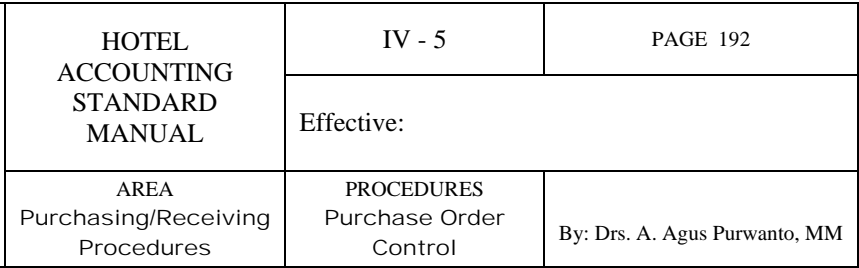 HOTEL
ACCOUNTING
STANDARD
MANUAL
IV - 5
PAGE 192
Effective:
AREA
Purchasing/Receiving
Procedures
PROCEDURES
Purchase Order
Control
By: Drs. A. Agus Purwanto, MM